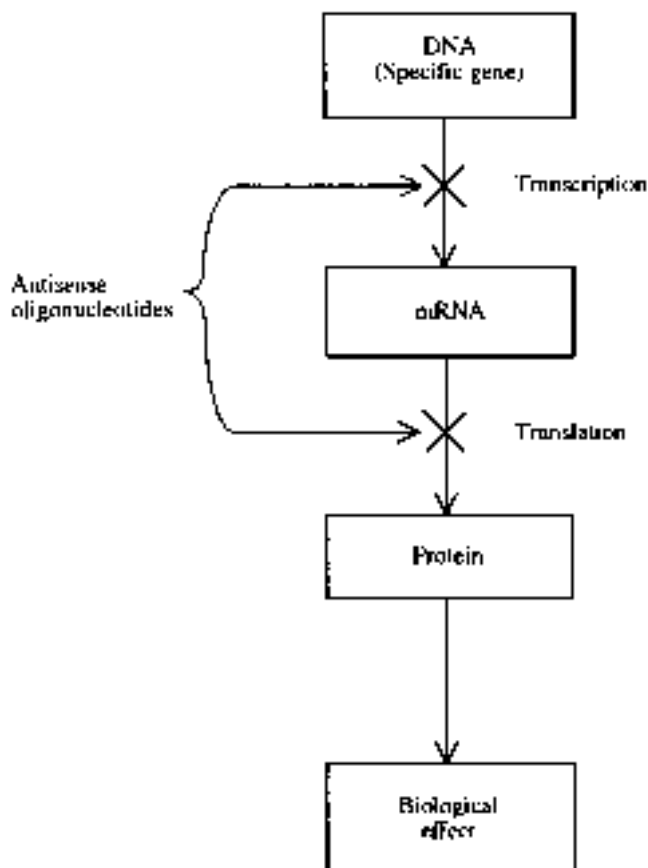 DNA
(Specific gene)
Transcription
Antisense
oligonucleotides
mRNA
Translation
Protein
Biological
effect